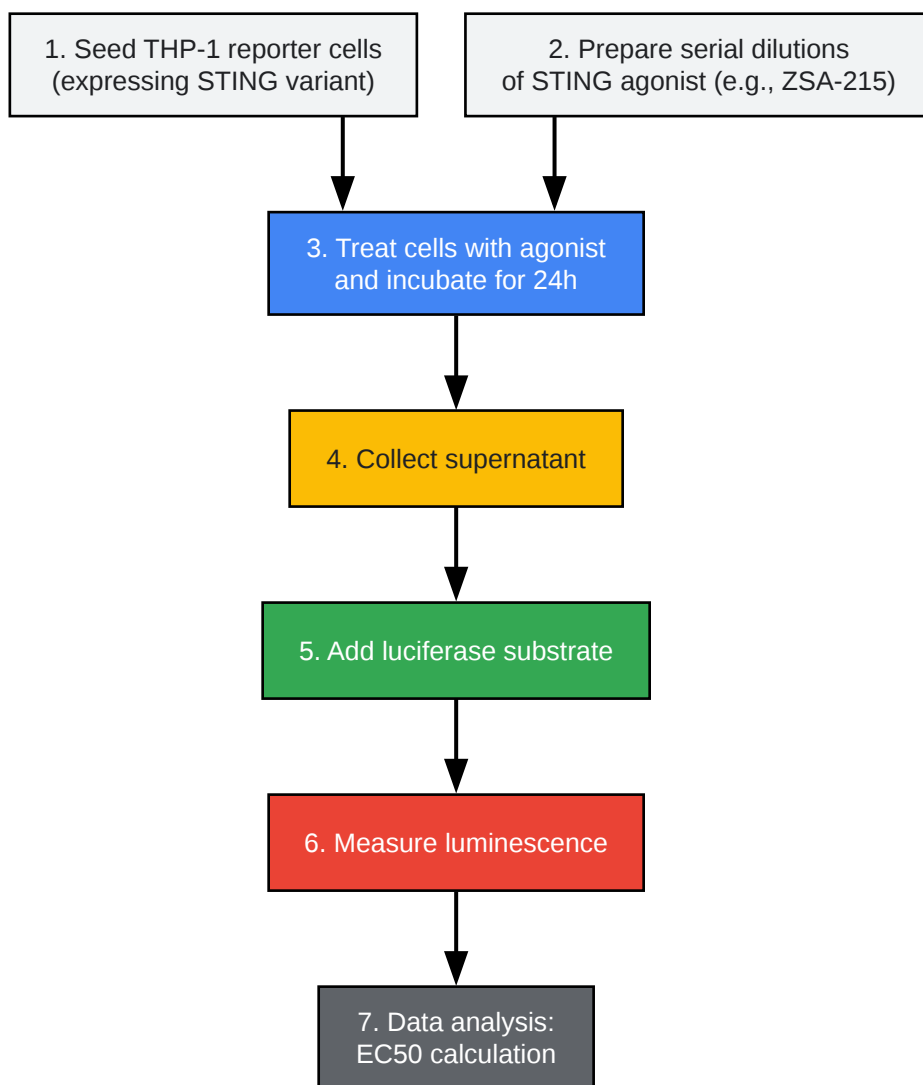 1. Seed THP-1 reporter cells
(expressing STING variant)
2. Prepare serial dilutions
of STING agonist (e.g., ZSA-215)
3. Treat cells with agonist
and incubate for 24h
4. Collect supernatant
5. Add luciferase substrate
6. Measure luminescence
7. Data analysis:
EC50 calculation